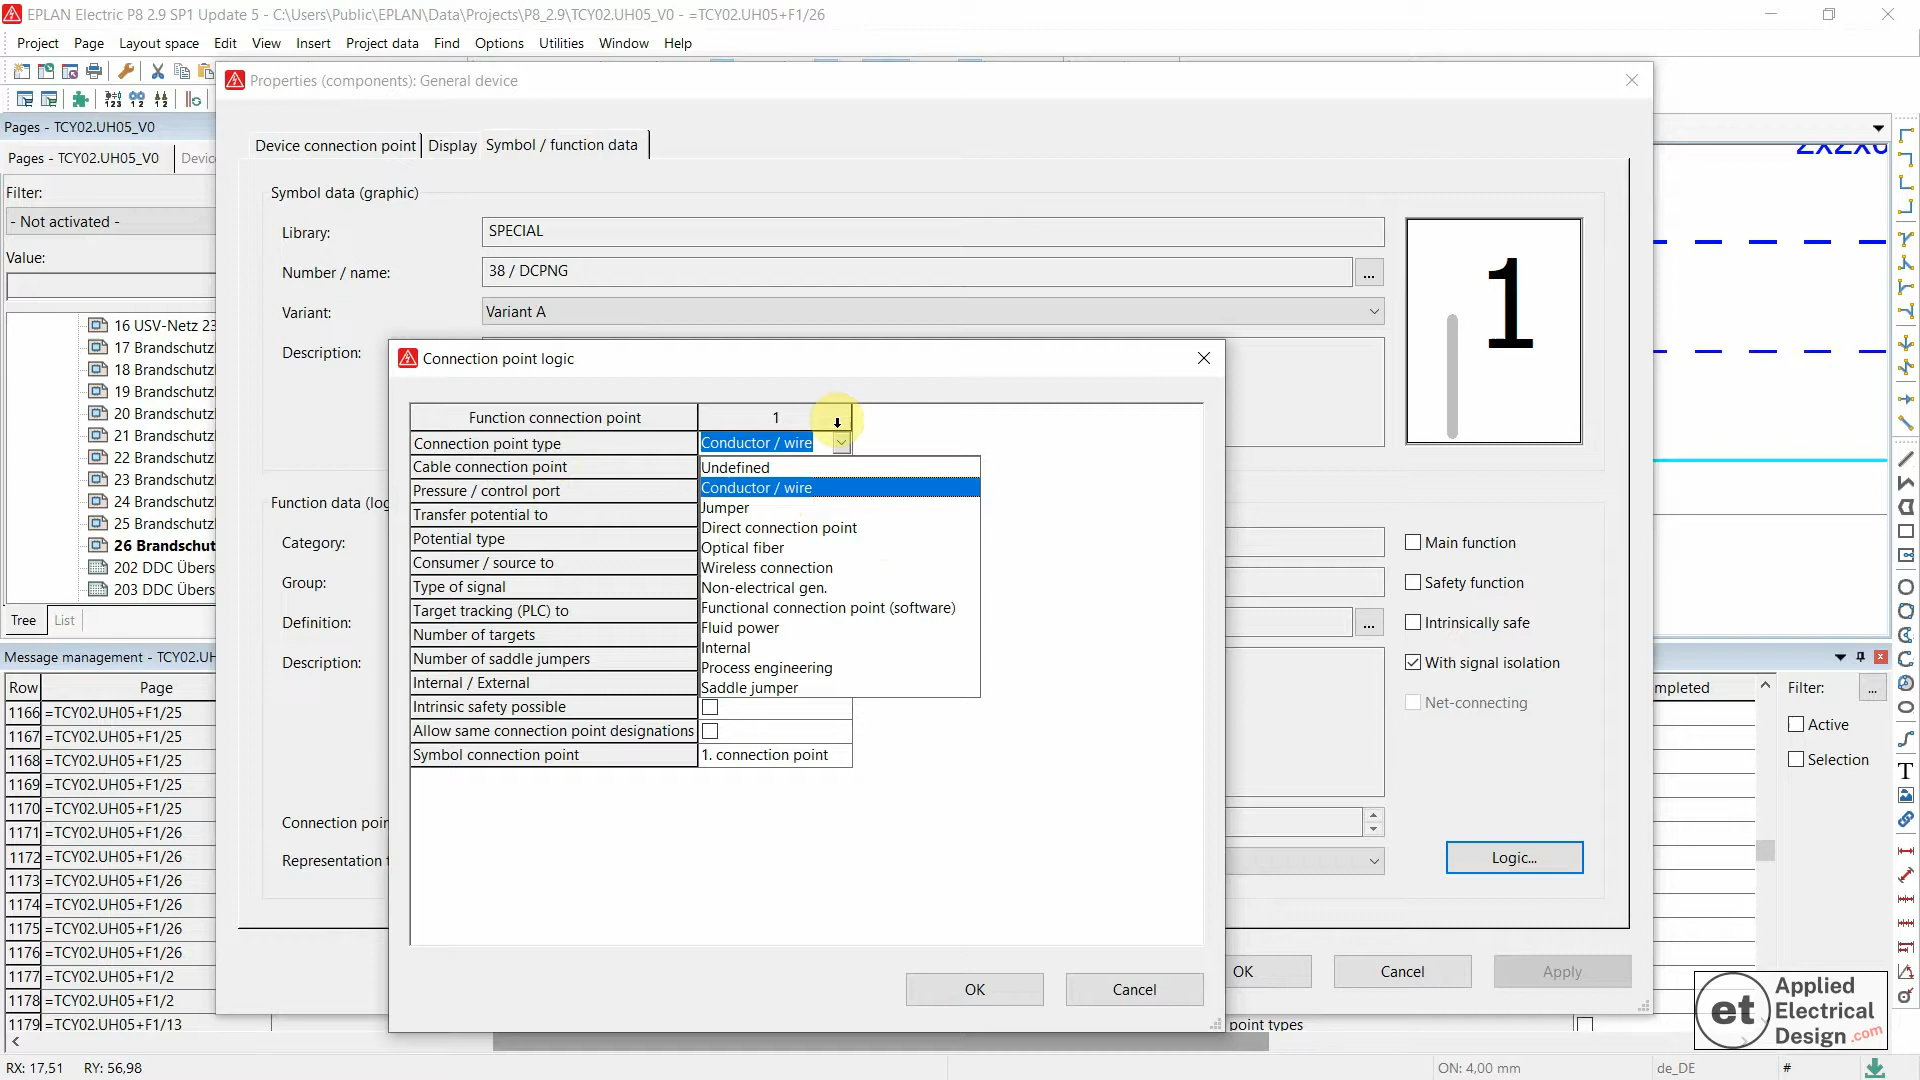 EPLAN Electric P8 2.9 SP1 Update 5 - C:\Users\Public\EPLAN\Data\Projects\P8_2.9\TCY02.UH05_V0 - =TCY02.UH05+F1/26
Project Page Layout space Edit View Insert Project data Find Options Utilities Window Help
Pages - TCY02.UH05_V0
Pages - TCY02.UH05_V0
Filter:
- Not activated -
Value:
16 USV-Netz 23
17 Brandschutz
18 Brandschutz
19 Brandschutz
20 Brandschutz
21 Brandschutz
22 Brandschutz
23 Brandschutz
24 Brandschutz
25 Brandschutz
26 Brandschut
202 DDC Übers
203 DDC Übers
Tree List
Message management - TCY02.UH
Row Page
1166 =TCY02.UH05+F1/25
1167 =TCY02.UH05+F1/25
1168 =TCY02.UH05+F1/25
1169 =TCY02.UH05+F1/25
1170 =TCY02.UH05+F1/25
1171 =TCY02.UH05+F1/26
1172 =TCY02.UH05+F1/26
1173 =TCY02.UH05+F1/26
1174 =TCY02.UH05+F1/26
1175 =TCY02.UH05+F1/26
1176 =TCY02.UH05+F1/26
1177 =TCY02.UH05+F1/2
1178 =TCY02.UH05+F1/2
1179 =TCY02.UH05+F1/13
Properties (components): General device
Device connection point Display Symbol / function data
Symbol data (graphic)
Library: SPECIAL
Number / name: 38 / DCPNG ...
Variant: Variant A
Description:
1
Function data (log
Category:
Group:
Definition: ...
Description:
Connection poin
Representation t
Main function
Safety function
Intrinsically safe
With signal isolation
Net-connecting
Logic...
OK Cancel Apply
Connection point logic
Function connection point 1
Connection point type Conductor / wire
Cable connection point
Pressure / control port
Transfer potential to
Potential type
Consumer / source to
Type of signal
Target tracking (PLC) to
Number of targets
Number of saddle jumpers
Internal / External
Intrinsic safety possible
Allow same connection point designations
Symbol connection point 1. connection point
Undefined
Conductor / wire
Jumper
Direct connection point
Optical fiber
Wireless connection
Non-electrical gen.
Functional connection point (software)
Fluid power
Internal
Process engineering
Saddle jumper
OK Cancel
mpleted
Filter: ...
Active
Selection
point types
et Applied
Electrical
Design.com
RX: 17,51 RY: 56,98 ON: 4,00 mm de_DE #